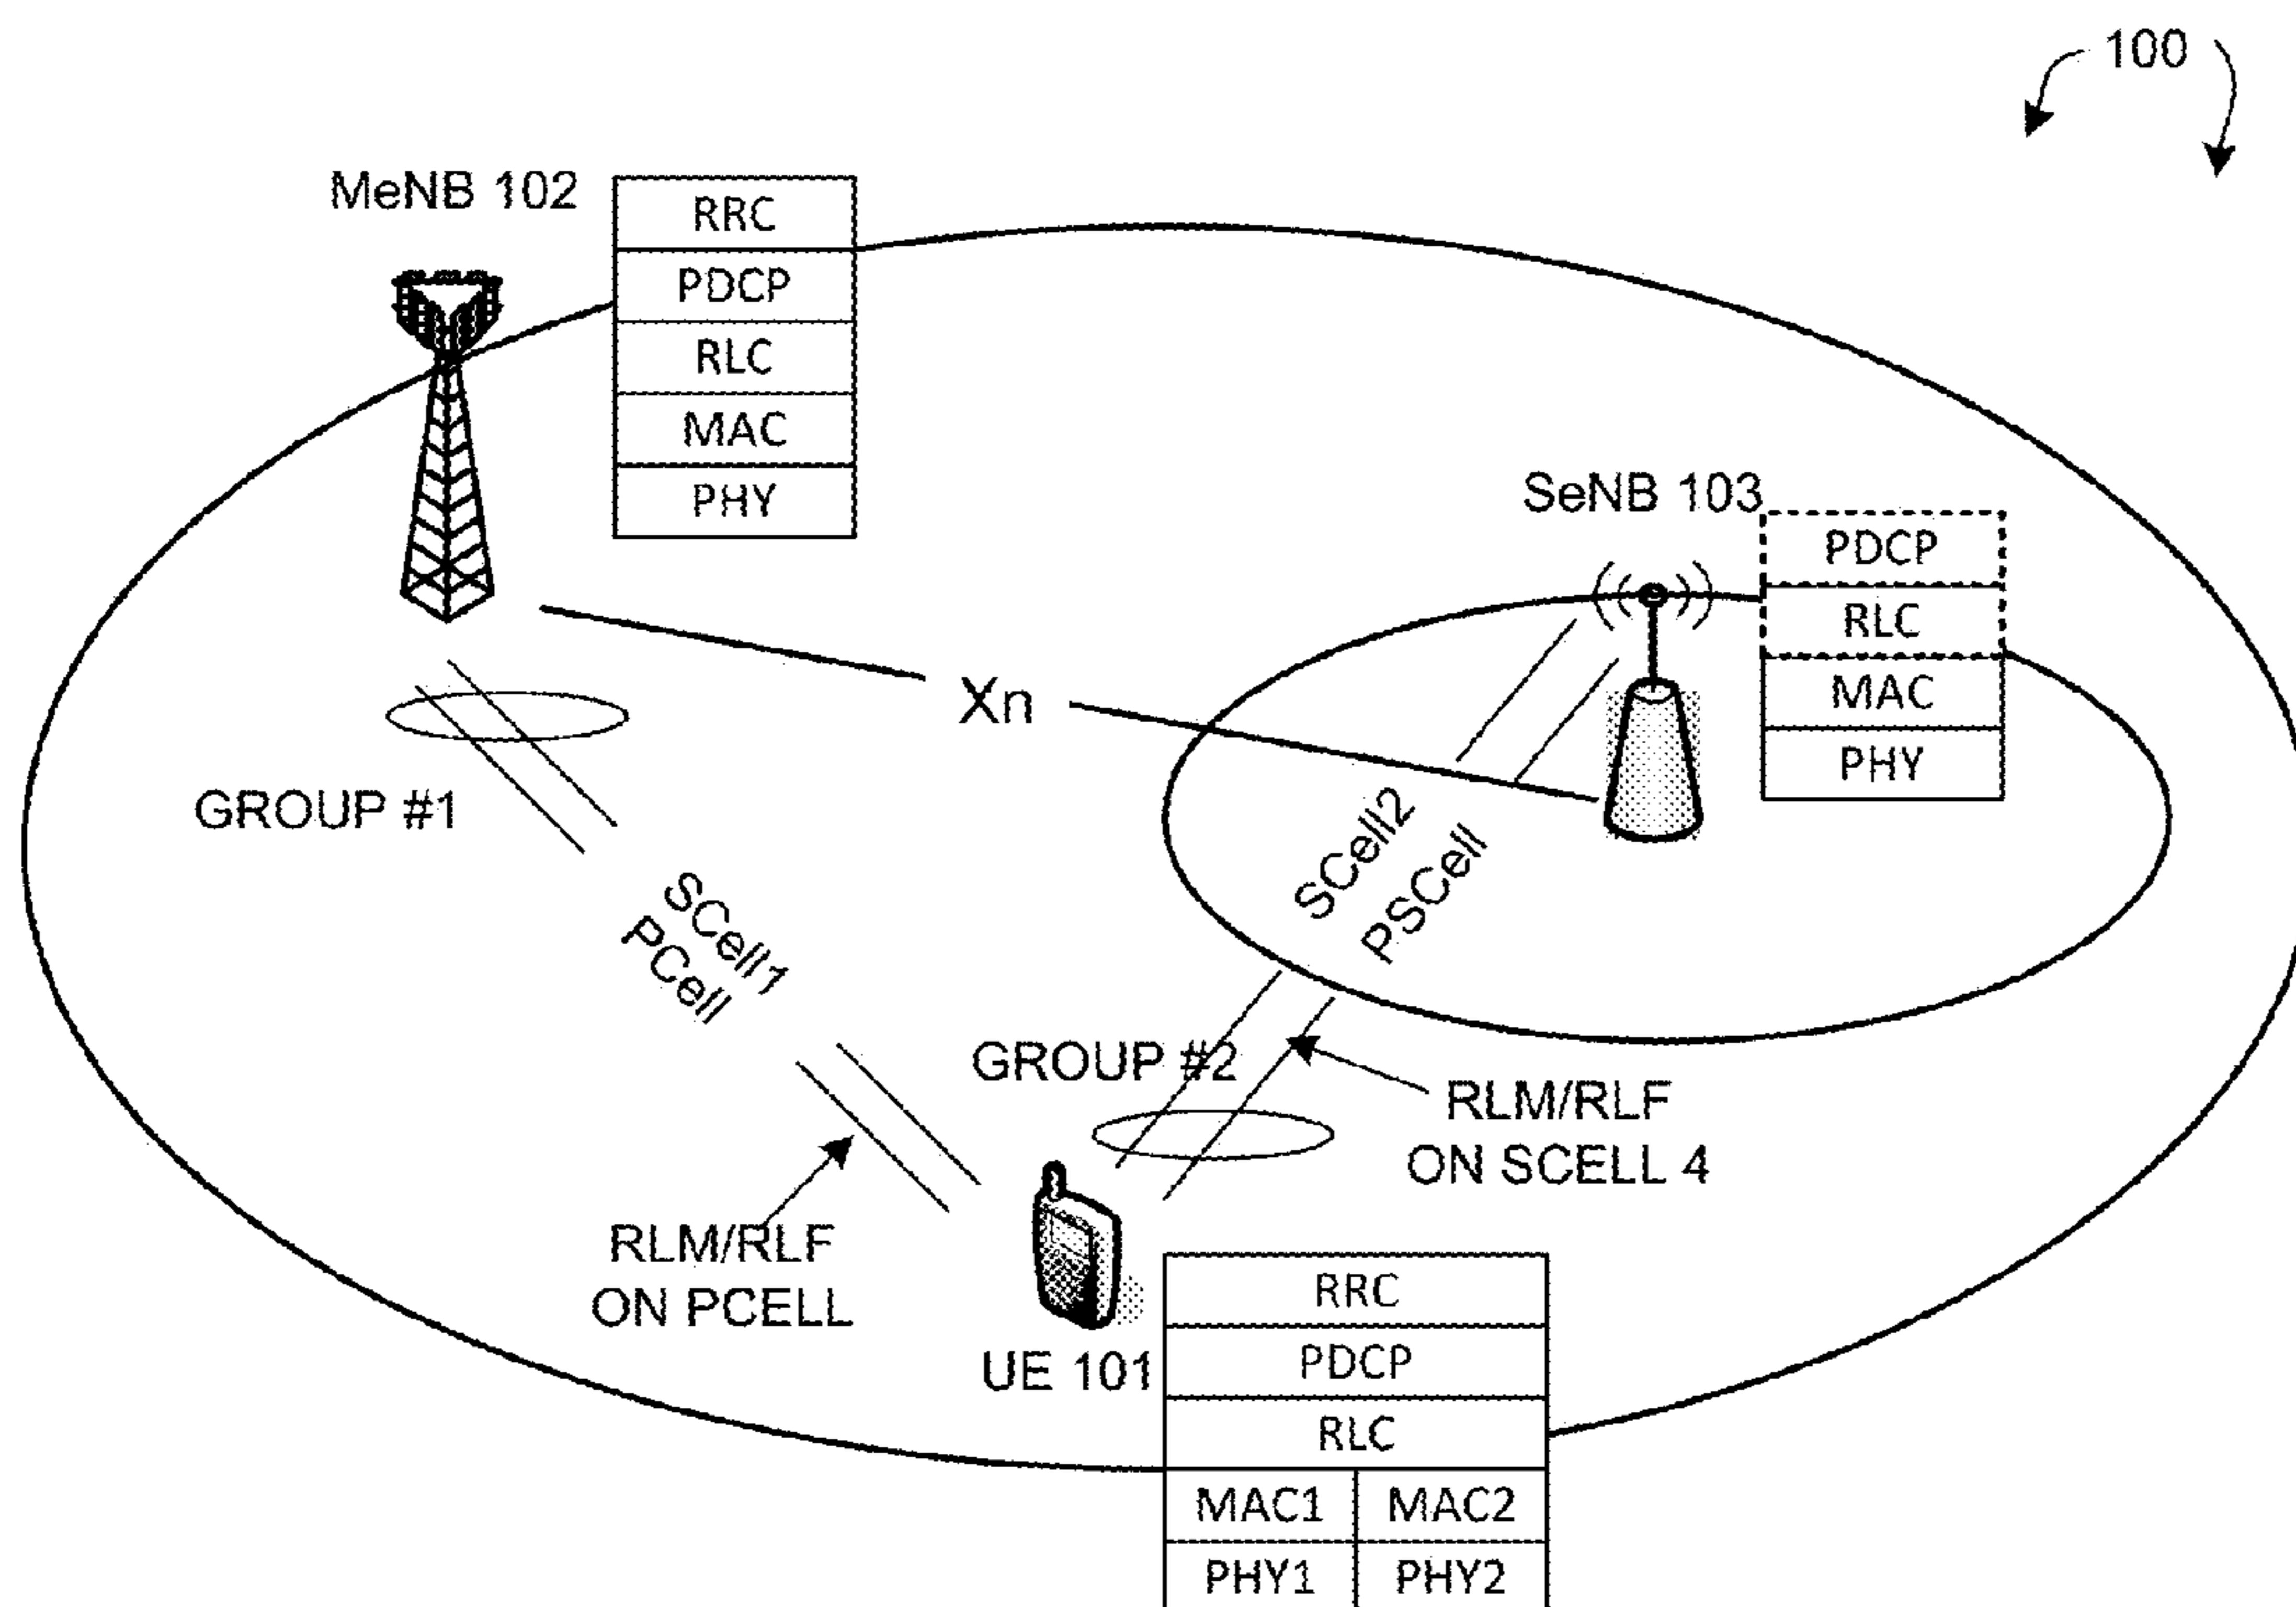 100
MeNB 102
RRC
PDCP
RLC
MAC
PHY
SeNB 103
PDCP
RLC
MAC
PHY
Xn
GROUP #1
SCell1
PCell
SCell2
PSCell
GROUP #2
RLM/RLF
ON SCELL 4
RLM/RLF
ON PCELL
UE 101
RRC
PDCP
RLC
MAC1 MAC2
PHY1 PHY2